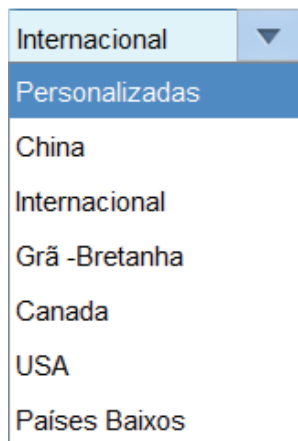 Internacional
Personalizadas
China
Internacional
Grã -Bretanha
Canada
USA
Países Baixos